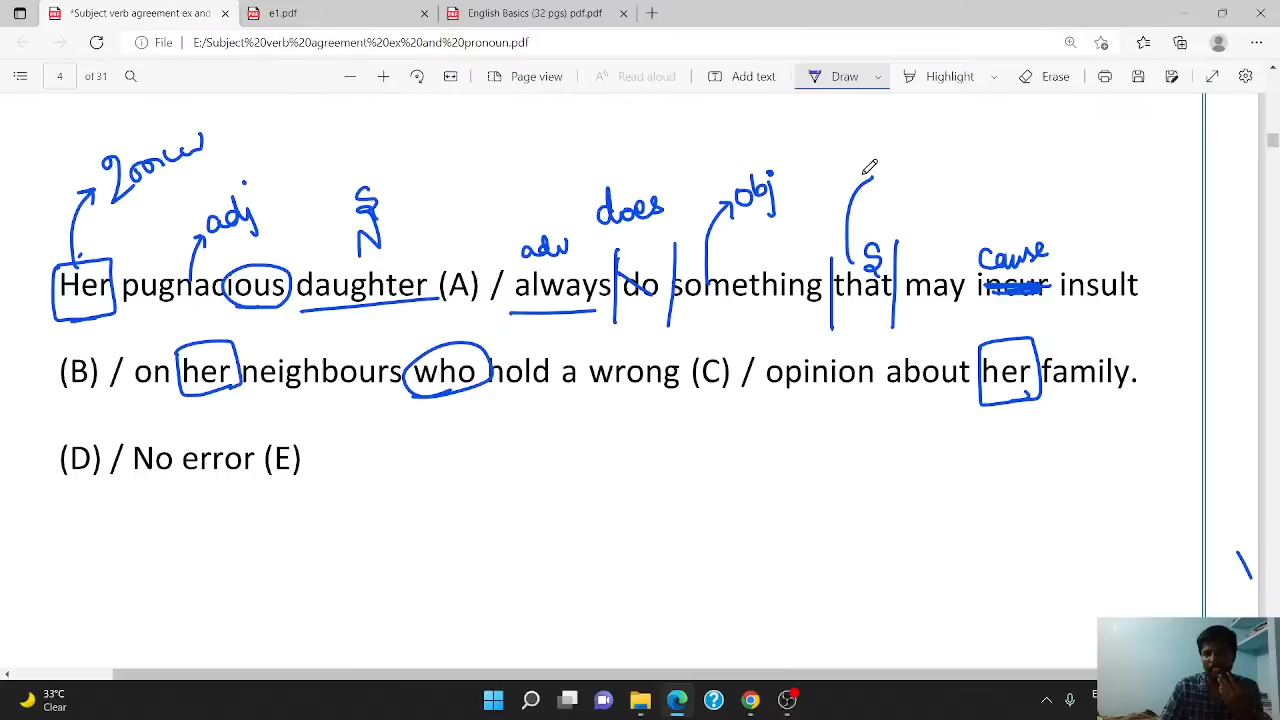 *Subject verb agreement ex and
e1.pdf
English Basics (32 pgs) pdf.pdf
File E:/Subject%20verb%20agreement%20ex%20and%20pronoun.pdf
4 of 31
Page view
Read aloud
Add text
Draw
Highlight
Erase
adj
S
N
adv
does
obj
S
cause
Her pugnacious daughter (A) / always do something that may incur insult
(B) / on her neighbours who hold a wrong (C) / opinion about her family.
(D) / No error (E)
33°C
Clear